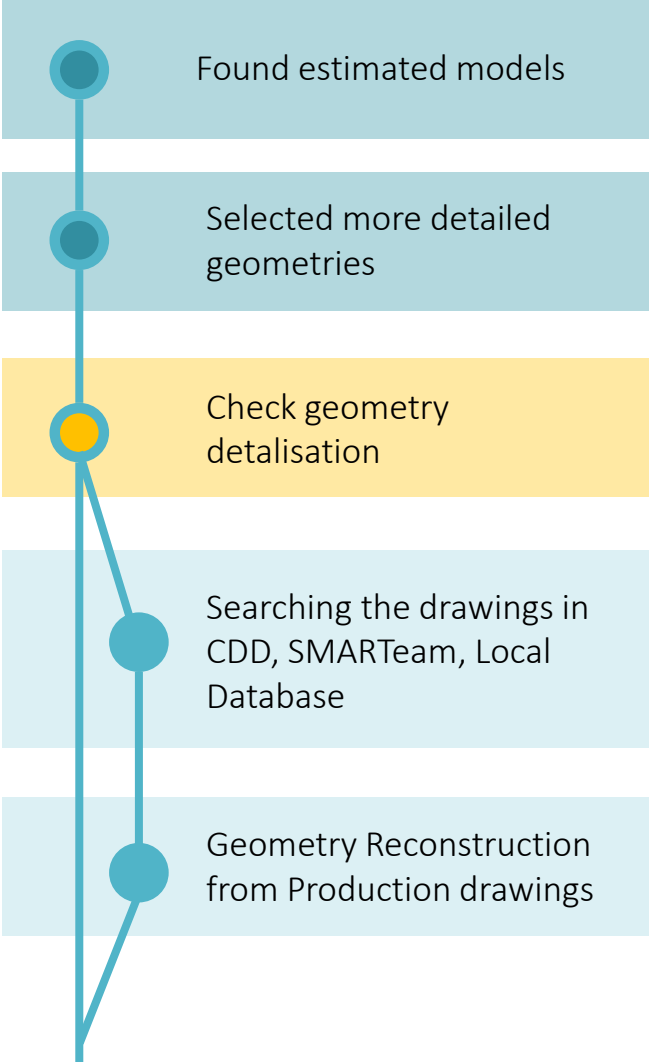 Found estimated models
Selected more detailed
geometries
Check geometry
detalisation
Searching the drawings in
CDD, SMARTeam, Local
Database
Geometry Reconstruction
from Production drawings